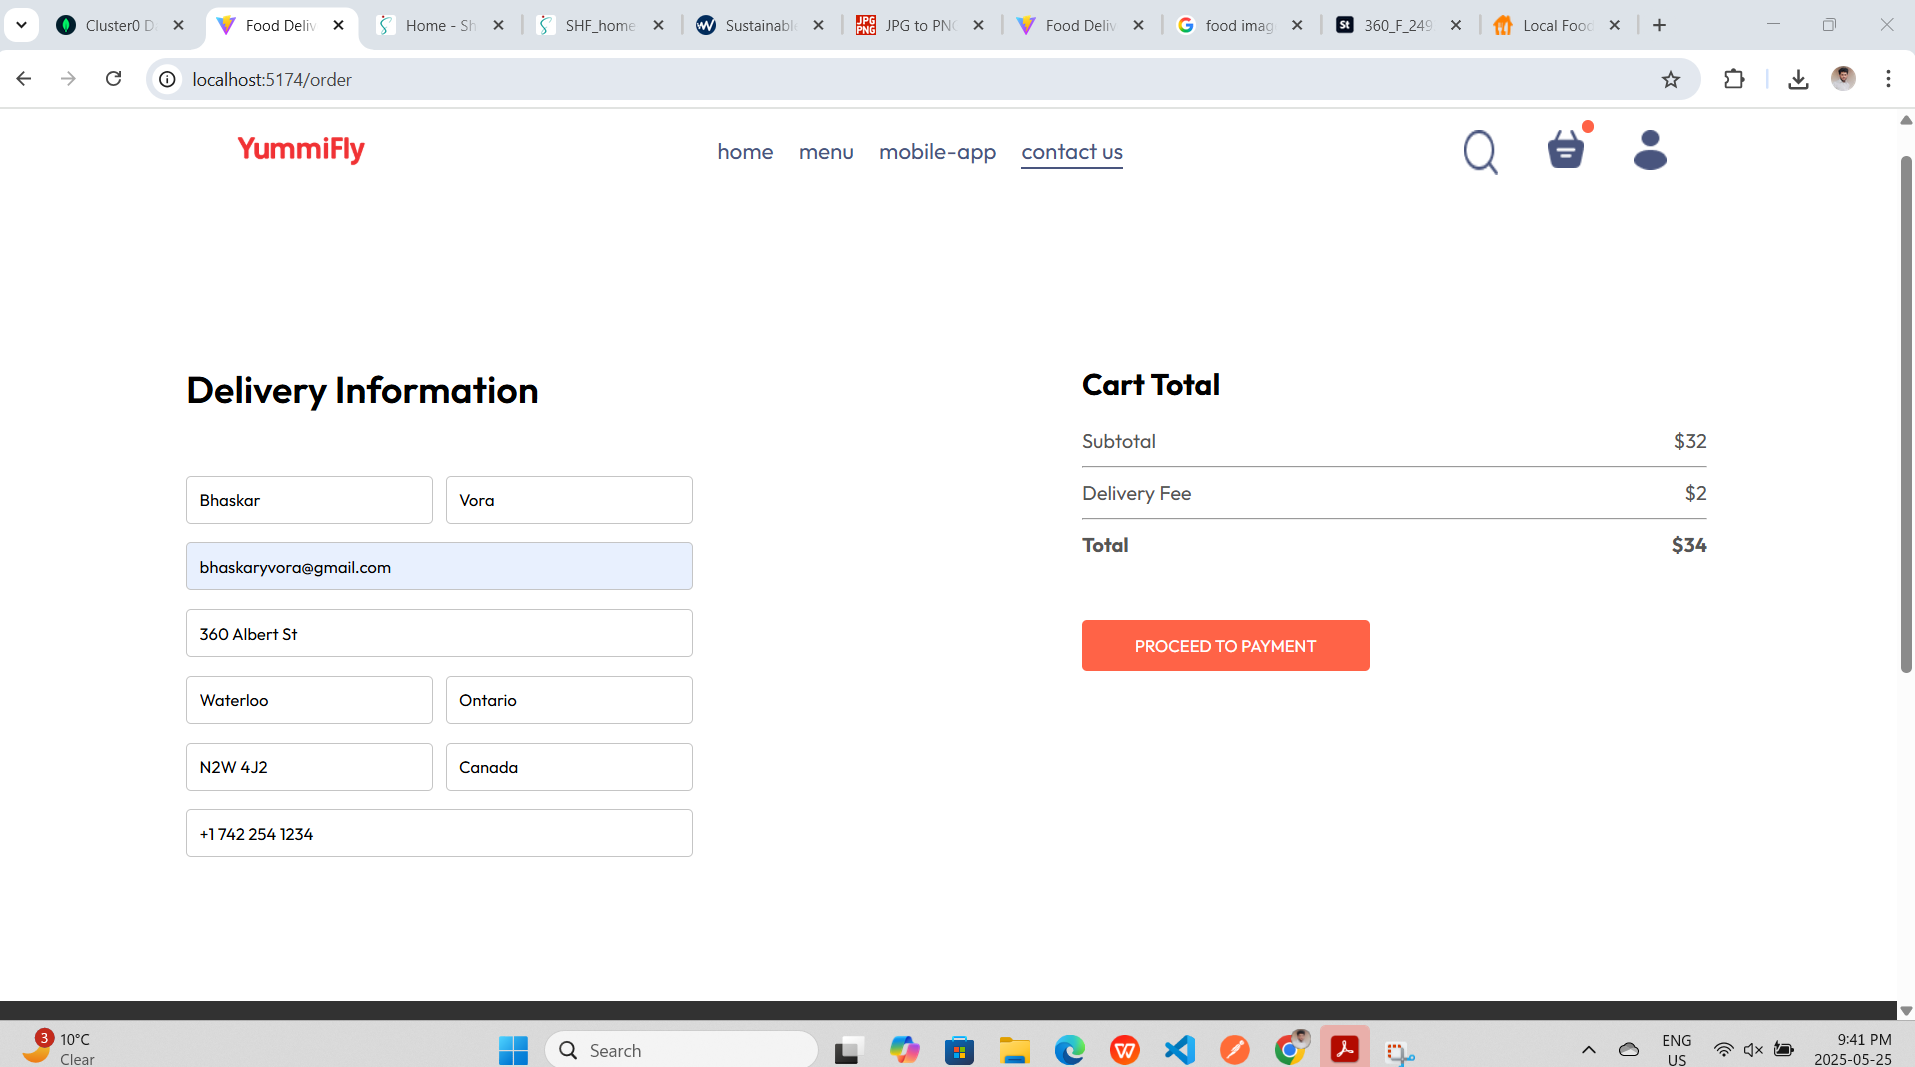 Cluster0 D
Food Deliv
Home - Sh
SHF_home
Sustainabl
JPG to PNG
Food Deliv
food imag
360_F_249
Local Food
localhost:5174/order
YummiFly
home menu mobile-app contact us
Delivery Information
Bhaskar Vora
bhaskaryvora@gmail.com
360 Albert St
Waterloo Ontario
N2W 4J2 Canada
+1 742 254 1234
Cart Total
Subtotal $32
Delivery Fee $2
Total $34
PROCEED TO PAYMENT
3
10°C
Clear
Search
ENG
US
9:41 PM
2025-05-25